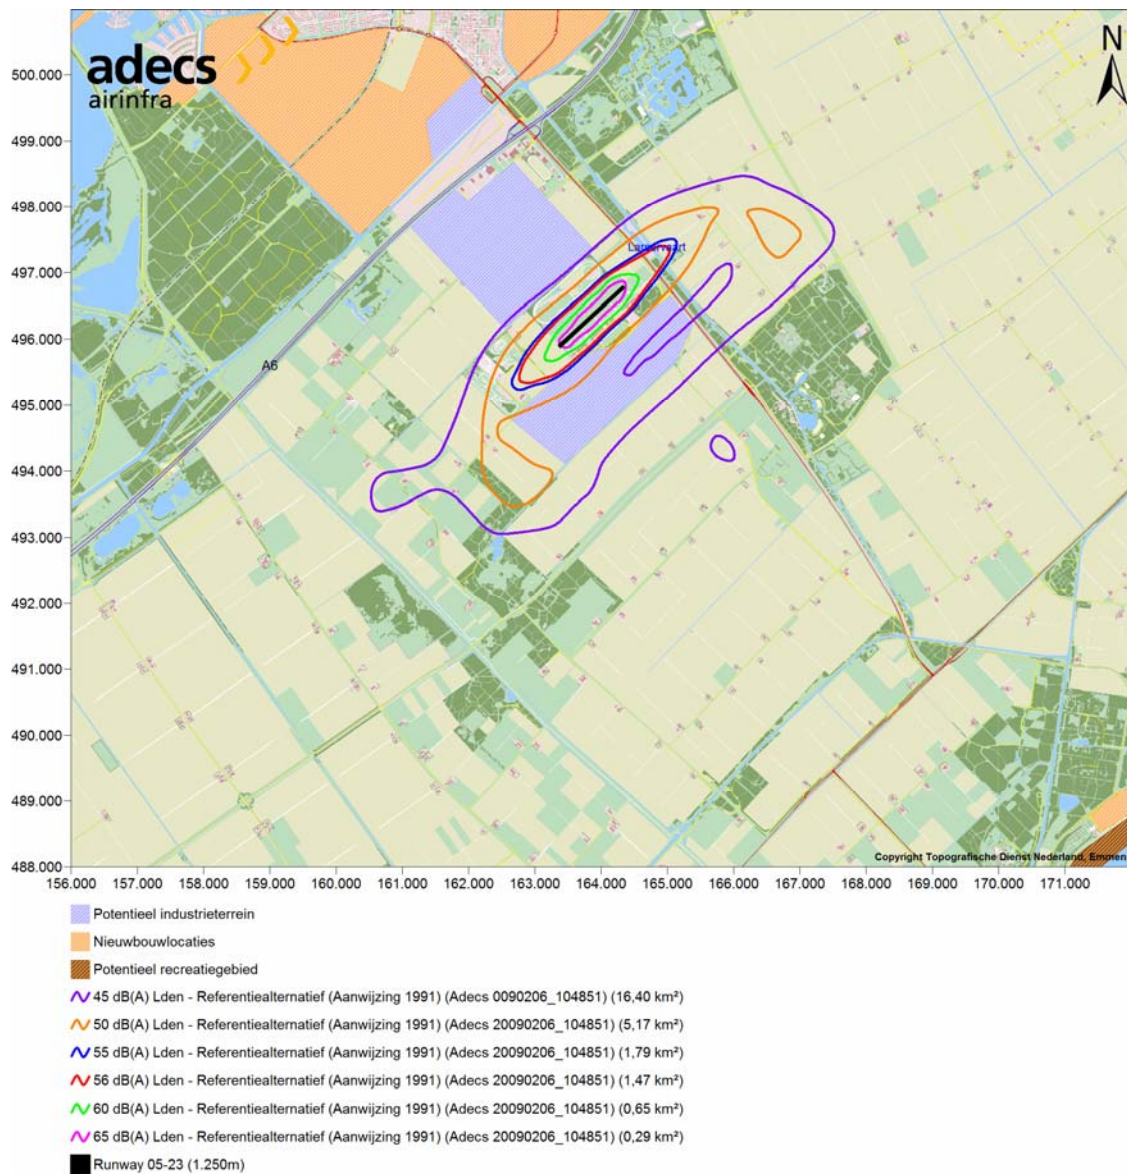 adecs
airinfra
N
500.000
499.000
498.000
497.000
496.000
495.000
494.000
493.000
492.000
491.000
490.000
489.000
488.000
A6
Copyright Topografische Dienst Nederland, Emmen
156.000 157.000 158.000 159.000 160.000 161.000 162.000 163.000 164.000 165.000 166.000 167.000 168.000 169.000 170.000 171.000
Potentieel industrieterrein
Nieuwbouwlocaties
Potentieel recreatiegebied
45 dB(A) Lden - Referentiealternatief (Aanwijzing 1991) (Adecs 0090206_104851) (16,40 km²)
50 dB(A) Lden - Referentiealternatief (Aanwijzing 1991) (Adecs 20090206_104851) (5,17 km²)
55 dB(A) Lden - Referentiealternatief (Aanwijzing 1991) (Adecs 20090206_104851) (1,79 km²)
56 dB(A) Lden - Referentiealternatief (Aanwijzing 1991) (Adecs 20090206_104851) (1,47 km²)
60 dB(A) Lden - Referentiealternatief (Aanwijzing 1991) (Adecs 20090206_104851) (0,65 km²)
65 dB(A) Lden - Referentiealternatief (Aanwijzing 1991) (Adecs 20090206_104851) (0,29 km²)
Runway 05-23 (1.250m)